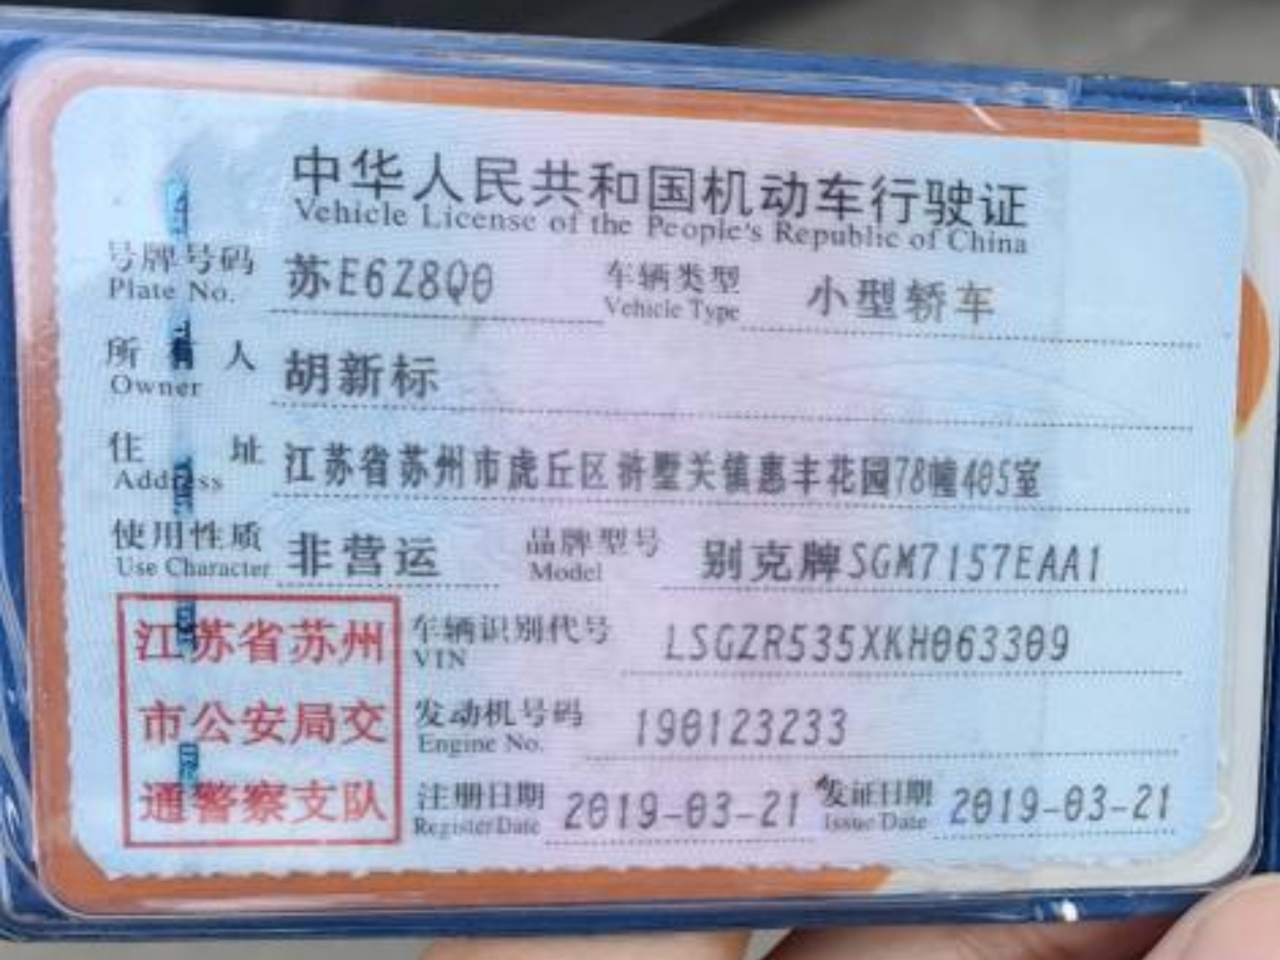 中华人民共和国机动车行驶证
Vehicle License of the People's Republic of China
号牌号码 苏E6Z8Q0 车辆类型 小型轿车
Plate No. Vehicle Type
所有人 胡新标
Owner
住址 江苏省苏州市虎丘区浒墅关镇惠丰花园78幢405室
Address
使用性质 非营运 品牌型号 别克牌SGM7157EAA1
Use Character Model
江苏省苏州
市公安局交
通警察支队
车辆识别代号 LSGZR535XKH063309
VIN
发动机号码 190123233
Engine No.
注册日期 2019-03-21 发证日期 2019-03-21
Register Date Issue Date